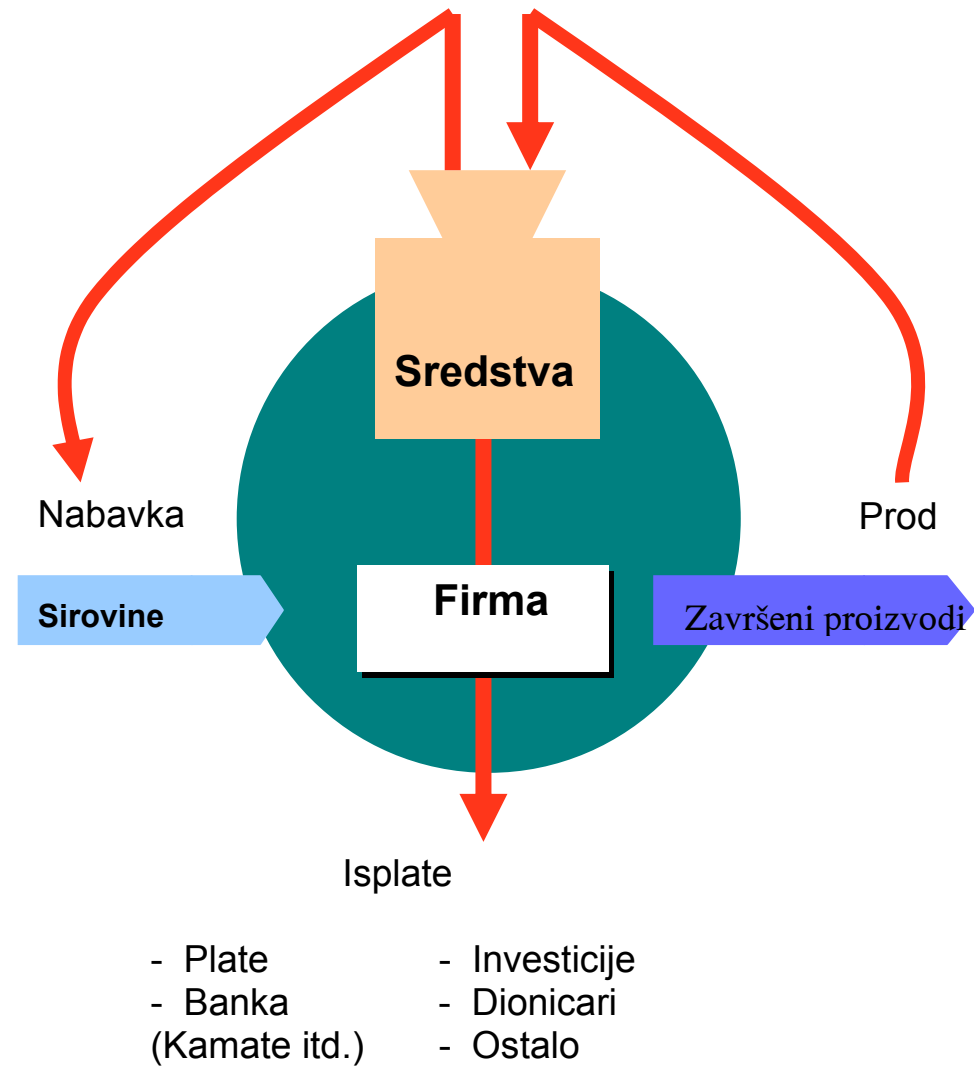 Sredstva
Nabavka
Prod
Sirovine
Firma
Završeni proizvodi
Isplate
- Plate
- Banka
(Kamate itd.)
- Investicije
- Dionicari
- Ostalo